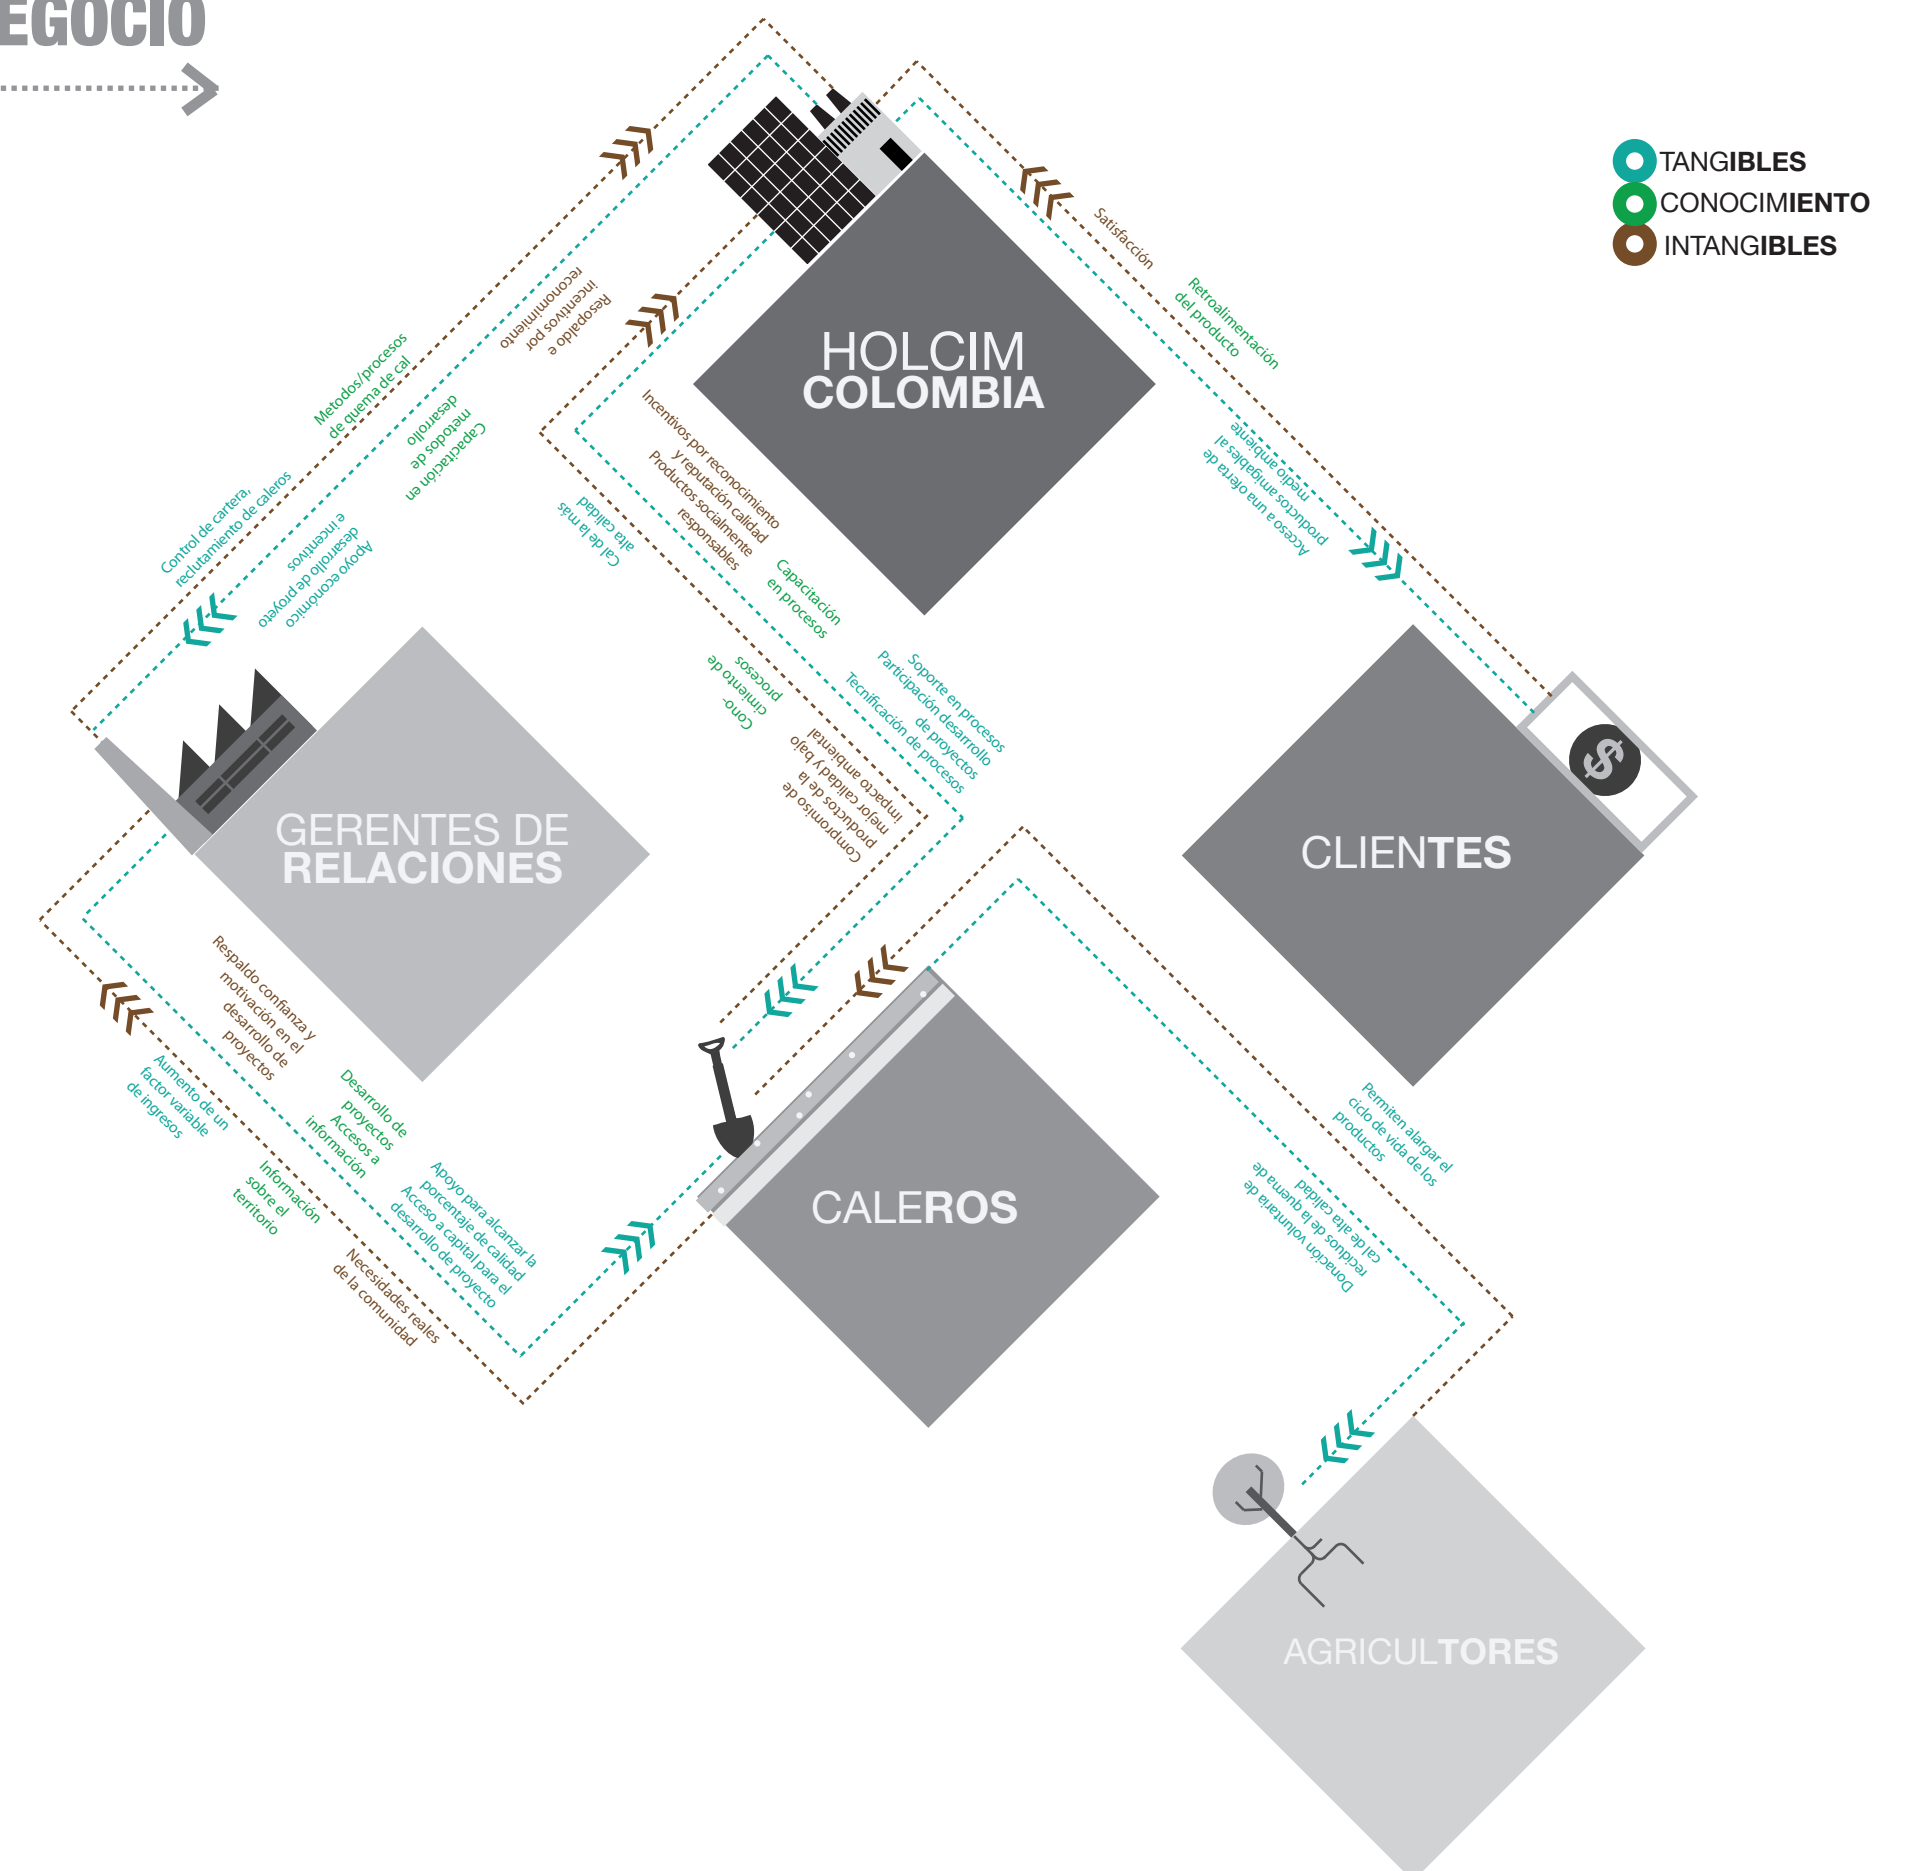 EGOCIO
TANGIBLES
CONOCIMIENTO
INTANGIBLES
HOLCIM
COLOMBIA
GERENTES DE
RELACIONES
CLIENTES
CALEROS
AGRICULTORES
Satisfacción
Retroalimentación
del producto
Acceso a una oferta de
productos amigables al
medio ambiente
Resopaldo e
incentivos por
reconomimiento
Metodos/procesos
de quema de cal
Capacitación en
metodos de
desarrollo
Control de cartera,
reclutamiento de caleros
Apoyo económico
desarrollo de proyeto
e incentivos
Incentivos por reconocimiento
y reputación calidad
Productos socialmente
responsables
Cal de la más
alta calidad
Capacitación
en procesos
Cono-
cimiento de
procesos
Soporte en procesos
Participación desarrrollo
de proyectos
Tecnificación de procesos
Compromiso de
productos de la
mejor calidad y bajo
impacto ambiental
Respaldo confianza y
motivación en el
desarrollo de
proyectos
Aumento de un
factor variable
de ingresos
Desarrollo de
proyectos
Accesos a
información
Información
sobre el
territorio
Apoyo para alcanzar la
porcentaje de calidad
Acceso a capital para el
desarrollo de proyecto
Necesidades reales
de la comunidad
Permiten alargar el
ciclo de vida de los
productos
Donación voluntaria de
recidios de la quema de
cal de alta calidad
$